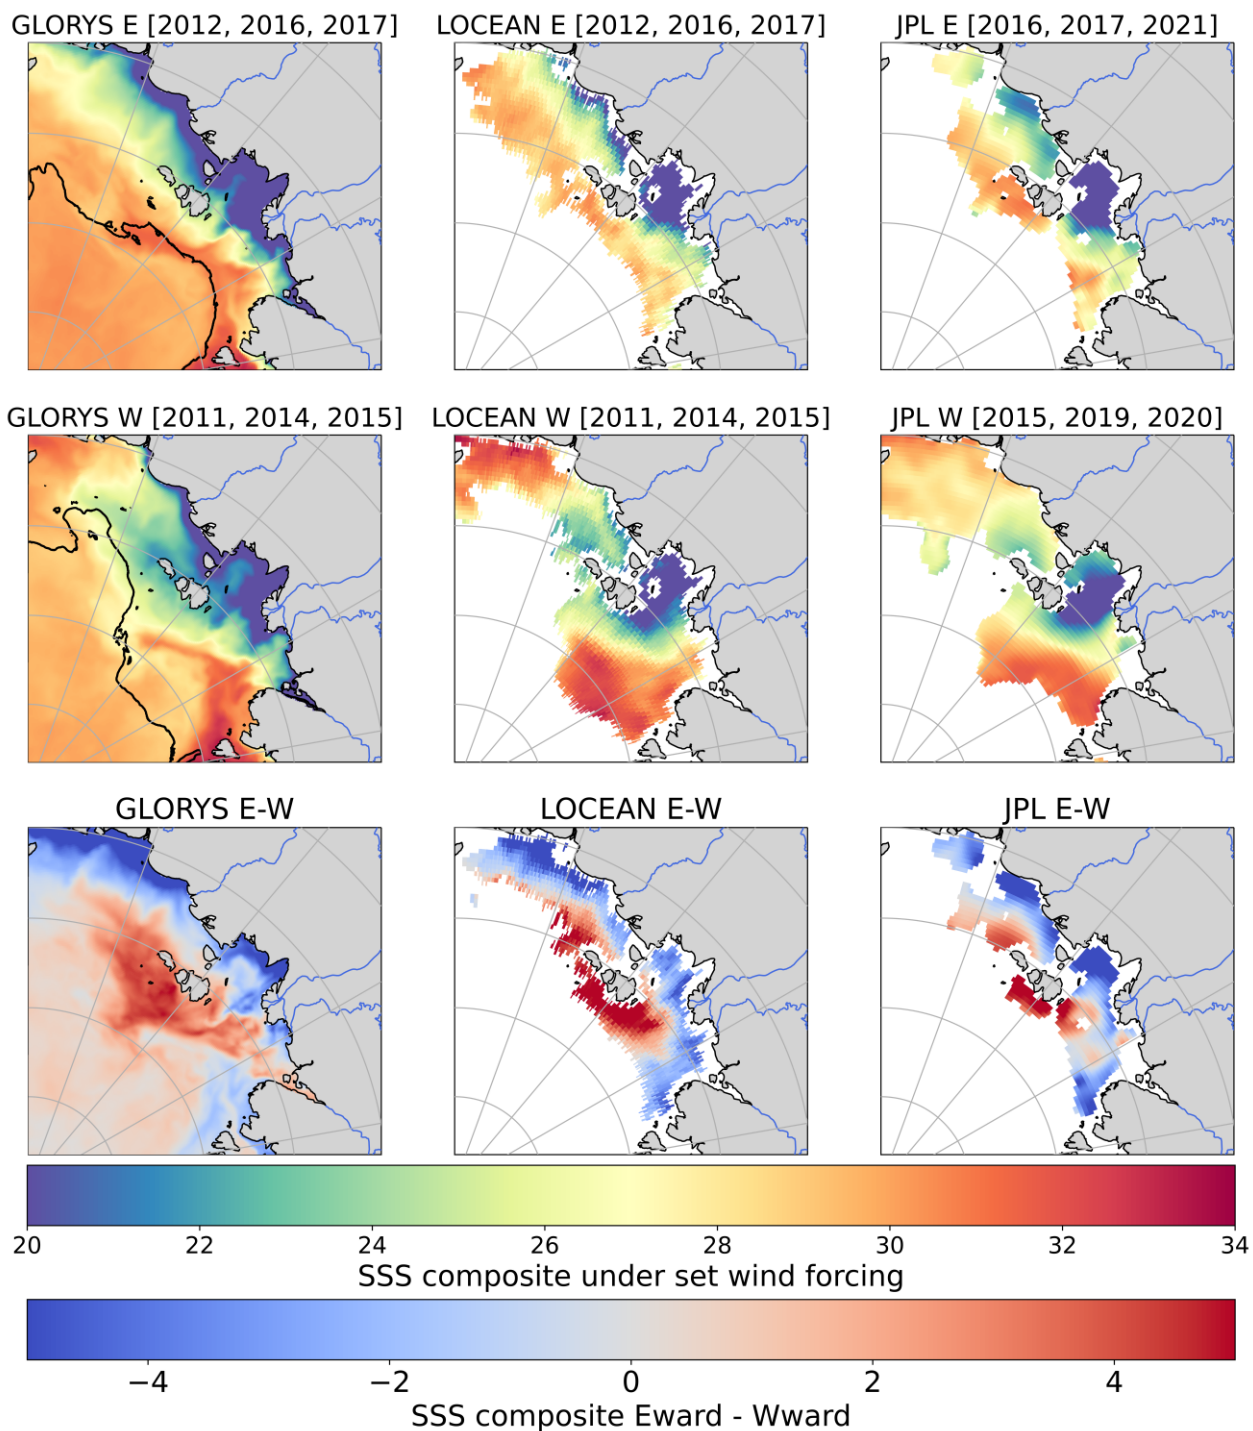 GLORYS E [2012, 2016, 2017]
LOCEAN E [2012, 2016, 2017]
JPL E [2016, 2017, 2021]
GLORYS W [2011, 2014, 2015]
LOCEAN W [2011, 2014, 2015]
JPL W [2015, 2019, 2020]
GLORYS E-W
LOCEAN E-W
JPL E-W
20 22 24 26 28 30 32 34
SSS composite under set wind forcing
−4 −2 0 2 4
SSS composite Eward - Wward